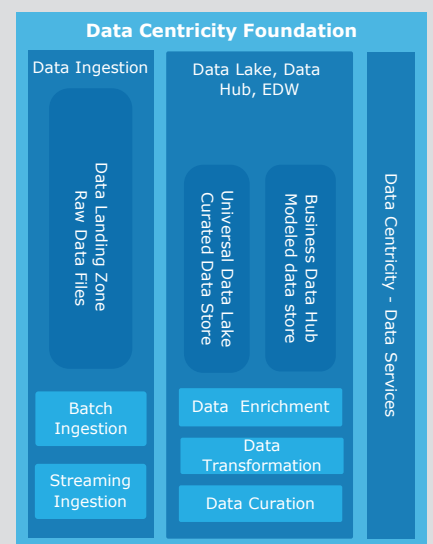 Data Centricity Foundation
Data Ingestion
Data Landing Zone
Raw Data Files
Batch
Ingestion
Streaming
Ingestion
Data Lake, Data
Hub, EDW
Universal Data Lake
Curated Data Store
Business Data Hub
Modeled data store
Data Enrichment
Data
Transformation
Data Curation
Data Centricity - Data Services